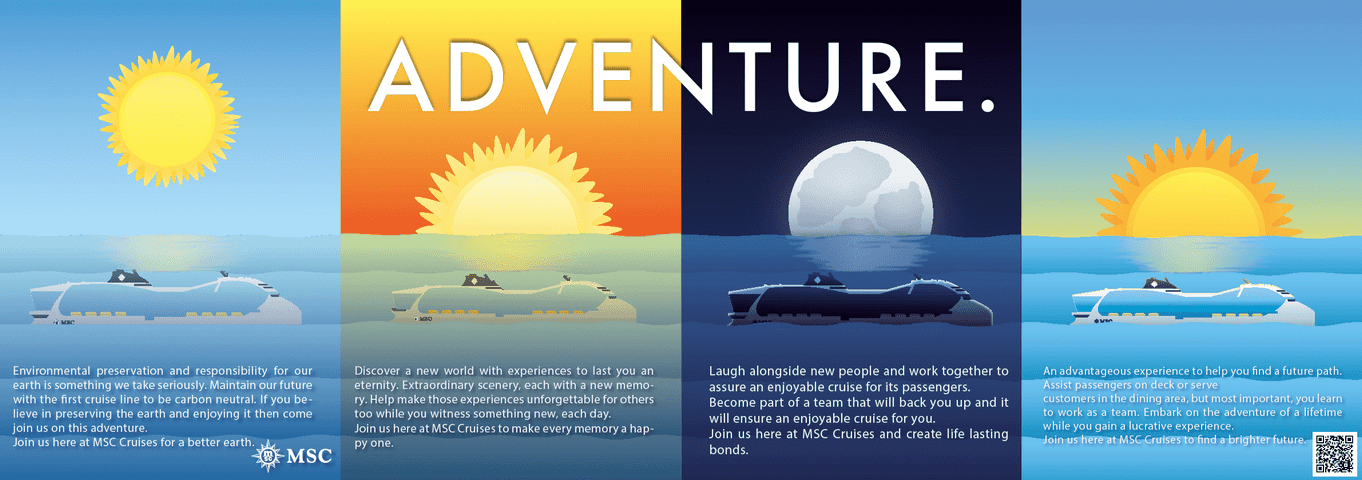 ADVENTURE.
MSC
MSC
MSC
Environmental preservation and responsibility for our
earth is something we take seriously. Maintain our future
with the first cruise line to be carbon neutral. If you be-
lieve in preserving the earth and enjoying it then come
join us on this adventure.
Join us here at MSC Cruises for a better earth.
MSC
Discover a new world with experiences to last you an
eternity. Extraordinary scenery, each with a new memo-
ry. Help make those experiences unforgettable for others
too while you witness something new, each day.
Join us here at MSC Cruises to make every memory a hap-
py one.
Laugh alongside new people and work together to
assure an enjoyable cruise for its passengers.
Become part of a team that will back you up and it
will ensure an enjoyable cruise for you.
Join us here at MSC Cruises and create life lasting
bonds.
An advantageous experience to help you find a future path.
Assist passengers on deck or serve
customers in the dining area, but most important, you learn
to work as a team. Embark on the adventure of a lifetime
while you gain a lucrative experience.
Join us here at MSC Cruises to find a brighter future.